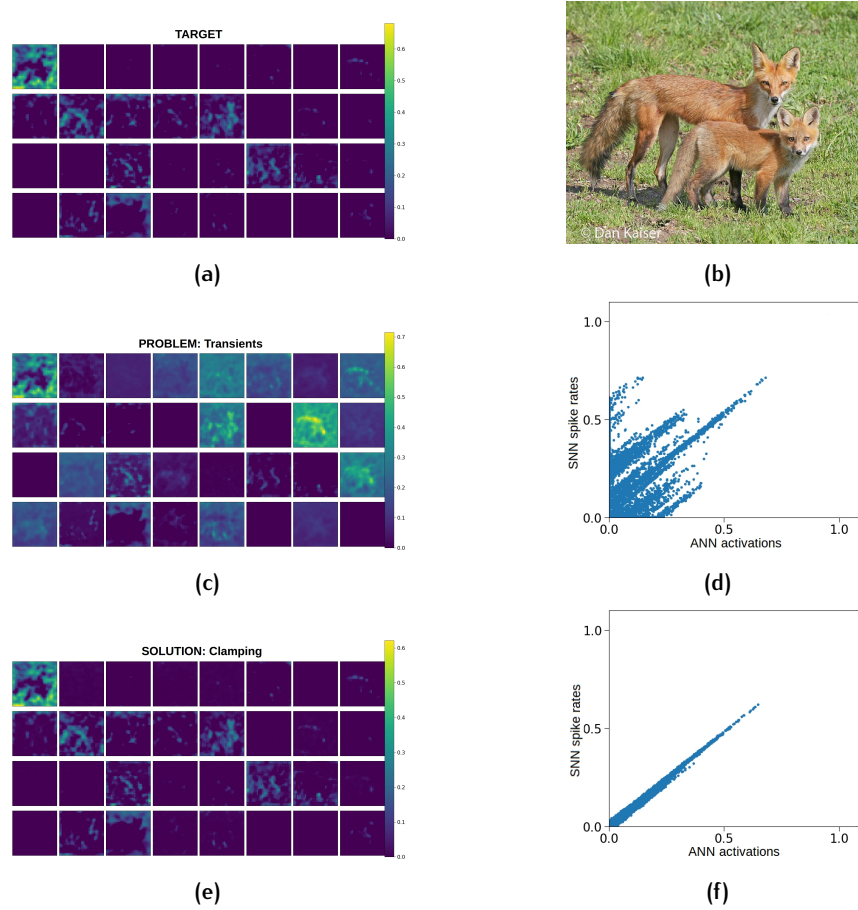 TARGET
0.6
0.5
0.4
0.3
0.2
0.1
0.0
© Dan Kaiser
(a)
(b)
PROBLEM: Transients
0.7
0.6
0.5
0.4
0.3
0.2
0.1
0.0
1.0
0.5
0.0
SNN spike rates
0.0 0.5 1.0
ANN activations
(c)
(d)
SOLUTION: Clamping
0.6
0.5
0.4
0.3
0.2
0.1
0.0
1.0
0.5
0.0
SNN spike rates
0.0 0.5 1.0
ANN activations
(e)
(f)